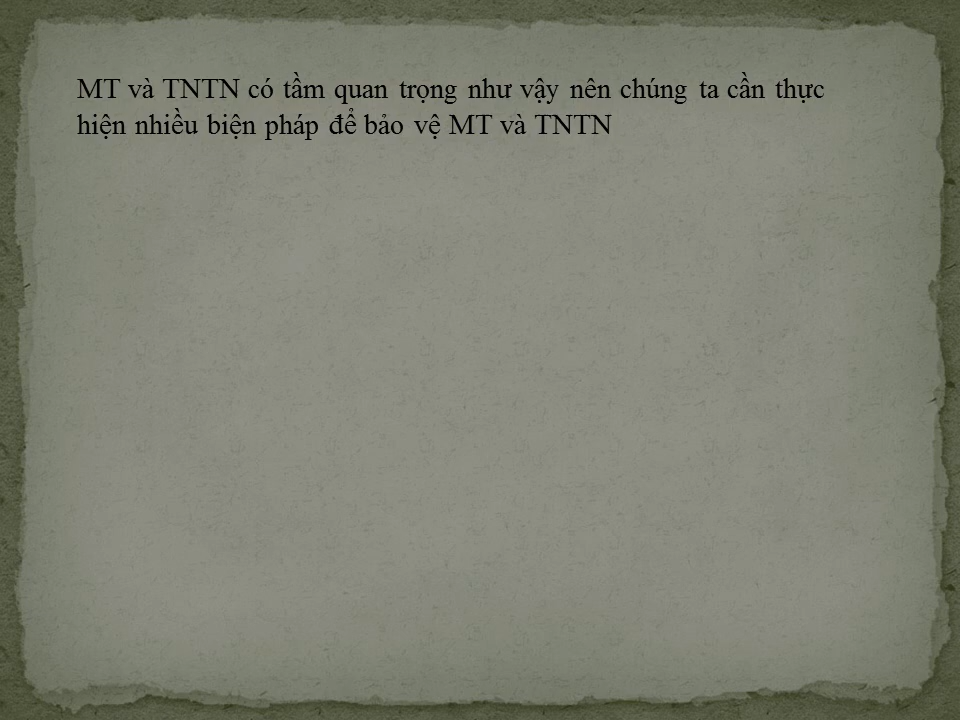 MT và TNTN có tầm quan trọng như vậy nên chúng ta cần thực
hiện nhiều biện pháp để bảo vệ MT và TNTN